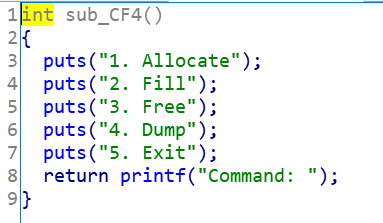 1 int sub_CF4()
2 {
3   puts("1. Allocate");
4   puts("2. Fill");
5   puts("3. Free");
6   puts("4. Dump");
7   puts("5. Exit");
8   return printf("Command: ");
9 }